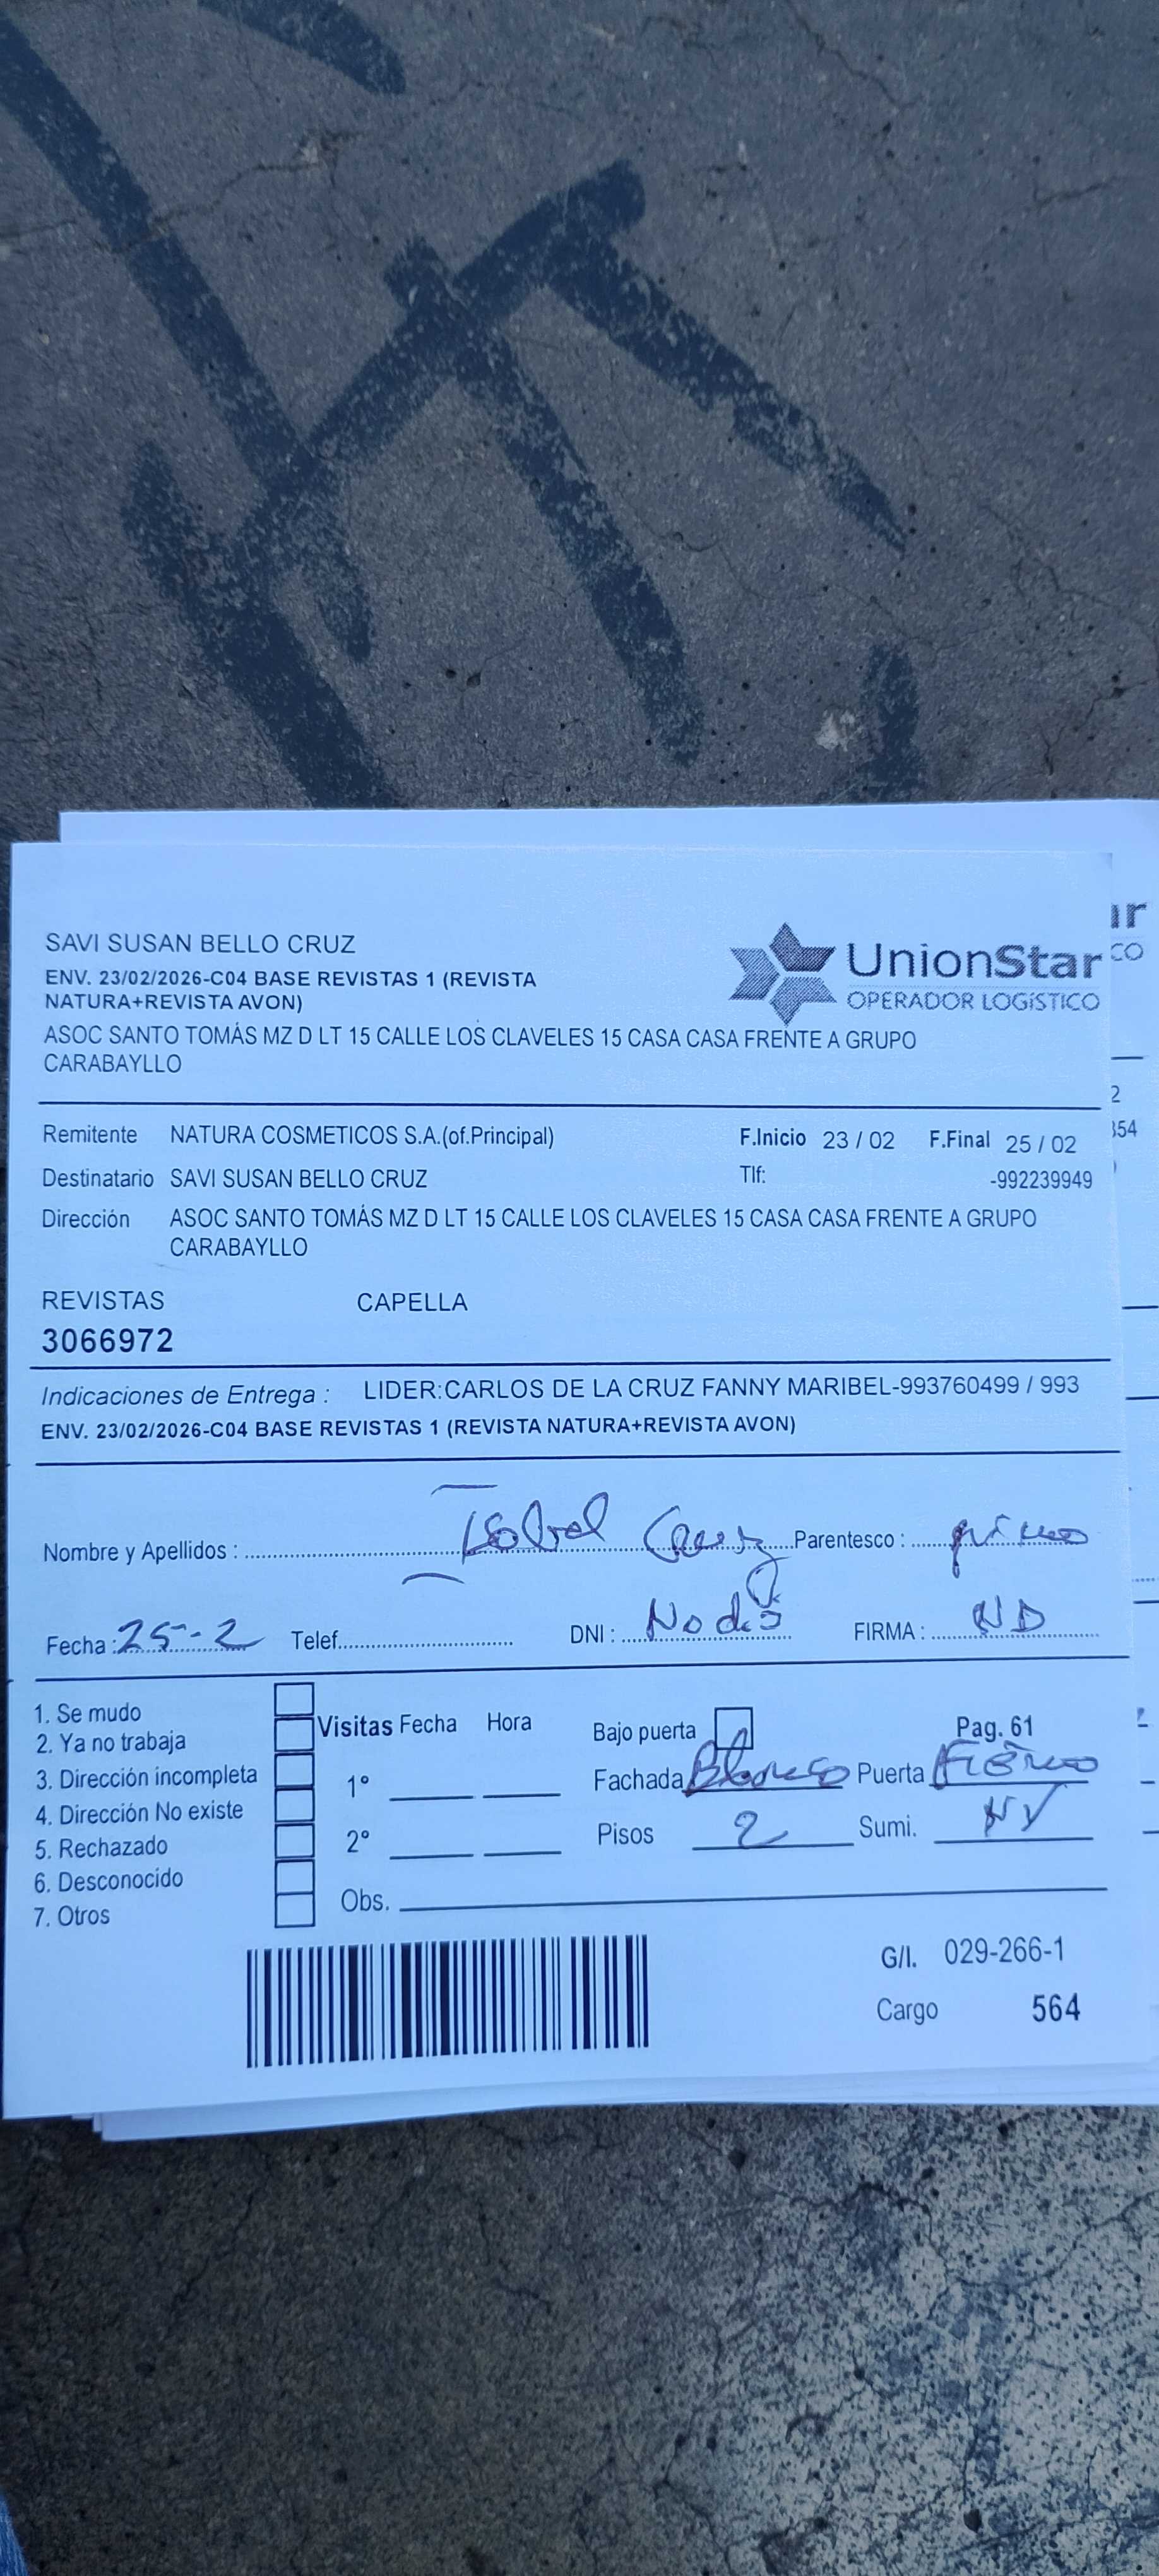 SAVI SUSAN BELLO CRUZ
ENV. 23/02/2026-C04 BASE REVISTAS 1 (REVISTA
NATURA+REVISTA AVON)
UnionStar
OPERADOR LOGÍSTICO
ASOC SANTO TOMÁS MZ D LT 15 CALLE LOS CLAVELES 15 CASA CASA FRENTE A GRUPO
CARABAYLLO
Remitente NATURA COSMETICOS S.A.(of.Principal) F.Inicio 23 / 02 F.Final 25 / 02
Destinatario SAVI SUSAN BELLO CRUZ Tlf: -992239949
Dirección ASOC SANTO TOMÁS MZ D LT 15 CALLE LOS CLAVELES 15 CASA CASA FRENTE A GRUPO
CARABAYLLO
REVISTAS CAPELLA
3066972
Indicaciones de Entrega : LIDER:CARLOS DE LA CRUZ FANNY MARIBEL-993760499 / 993
ENV. 23/02/2026-C04 BASE REVISTAS 1 (REVISTA NATURA+REVISTA AVON)
Nombre y Apellidos : Isabel Cruz Parentesco :
Fecha : 25-2 Telef. DNI : No dió FIRMA : ND
1. Se mudo
2. Ya no trabaja
3. Dirección incompleta
4. Dirección No existe
5. Rechazado
6. Desconocido
7. Otros
Visitas Fecha Hora
1°
2°
Obs.
Bajo puerta Pag. 61
Fachada Blanco Puerta Fierro
Pisos 2 Sumi. NV
G/I. 029-266-1
Cargo 564